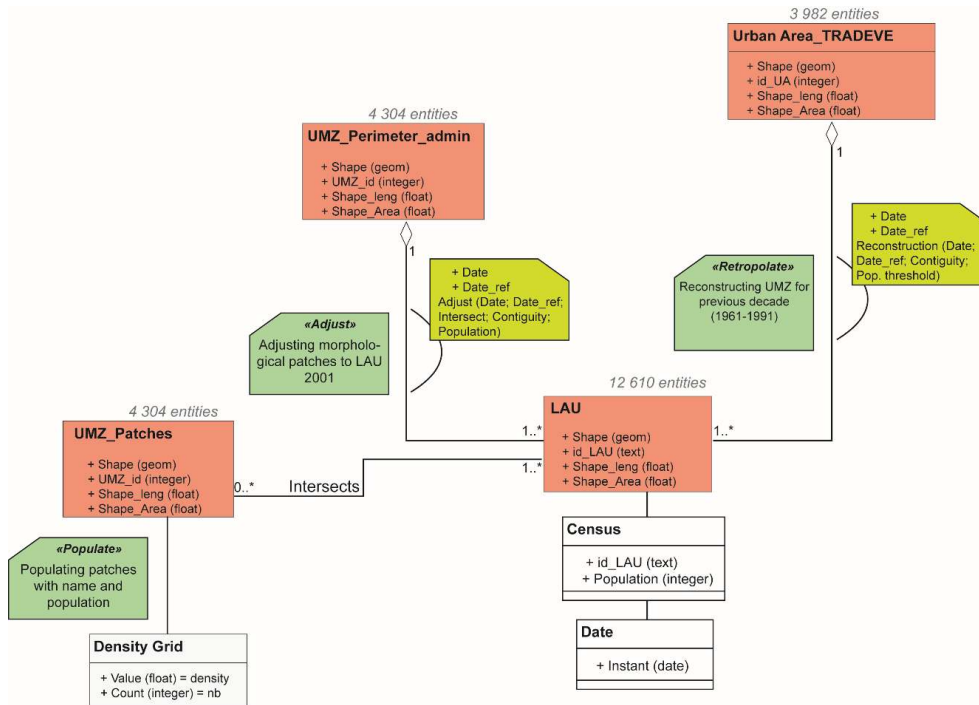 3 982 entities
Urban Area_TRADEVE
+ Shape (geom)
+ id_UA (integer)
+ Shape_leng (float)
+ Shape_Area (float)
1
4 304 entities
UMZ_Perimeter_admin
+ Shape (geom)
+ UMZ_id (integer)
+ Shape_leng (float)
+ Shape_Area (float)
1
+ Date
+ Date_ref
Adjust (Date; Date_ref;
Intersect; Contiguity;
Population)
«Adjust»
Adjusting morpholo-
gical patches to LAU
2001
«Retropolate»
Reconstructing UMZ for
previous decade
(1961-1991)
+ Date
+ Date_ref
Reconstruction (Date;
Date_ref; Contiguity;
Pop. threshold)
4 304 entities
UMZ_Patches
+ Shape (geom)
+ UMZ_id (integer)
+ Shape_leng (float)
+ Shape_Area (float)
0..*
Intersects
1..*
1..*
12 610 entities
LAU
+ Shape (geom)
+ id_LAU (text)
+ Shape_leng (float)
+ Shape_Area (float)
1..*
«Populate»
Populating patches
with name and
population
Census
+ id_LAU (text)
+ Population (integer)
Date
+ Instant (date)
Density Grid
+ Value (float) = density
+ Count (integer) = nb